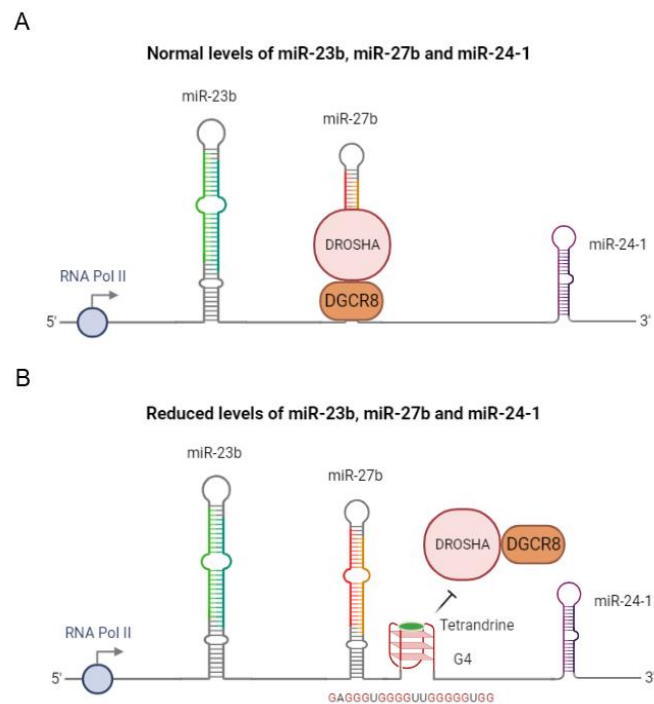 A
Normal levels of miR-23b, miR-27b and miR-24-1
miR-23b
miR-27b
DROSHA
miR-24-1
RNA Pol II
DGCR8
5'
3'
B
Reduced levels of miR-23b, miR-27b and miR-24-1
miR-23b
miR-27b
DROSHA
DGCR8
miR-24-1
Tetrandrine
RNA Pol II
G4
5'
3'
GAGGGUGGGGUUGGGGGUGG